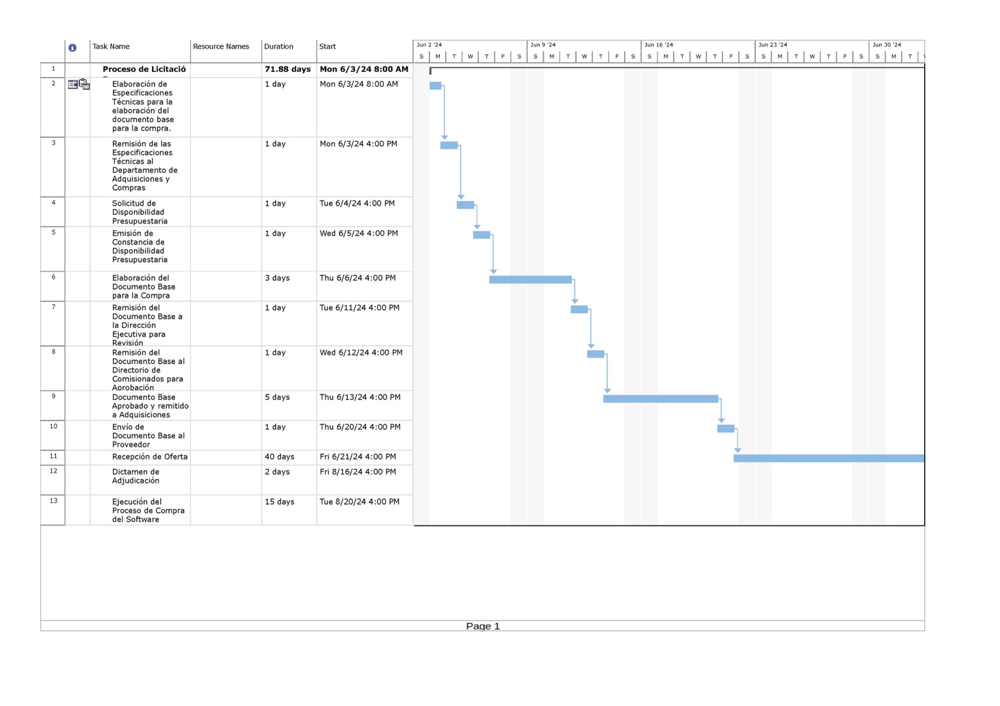 Task Name Resource Names Duration Start
Jun 2 '24 Jun 9 '24 Jun 16 '24 Jun 23 '24 Jun 30 '24
S M T W T F S S M T W T F S S M T W T F S S M T W T F S S M T
1 Proceso de Licitació 71.88 days Mon 6/3/24 8:00 AM
2 Elaboración de 1 day Mon 6/3/24 8:00 AM
Especificaciones
Técnicas para la
elaboración del
documento base
para la compra.
3 Remisión de las 1 day Mon 6/3/24 4:00 PM
Especificaciones
Técnicas al
Departamento de
Adquisiciones y
Compras
4 Solicitud de 1 day Tue 6/4/24 4:00 PM
Disponibilidad
Presupuestaria
5 Emisión de 1 day Wed 6/5/24 4:00 PM
Constancia de
Disponibilidad
Presupuestaria
6 Elaboración del 3 days Thu 6/6/24 4:00 PM
Documento Base
para la Compra
7 Remisión del 1 day Tue 6/11/24 4:00 PM
Documento Base a
la Dirección
Ejecutiva para
Revisión
8 Remisión del 1 day Wed 6/12/24 4:00 PM
Documento Base al
Directorio de
Comisionados para
Aprobación
9 Documento Base 5 days Thu 6/13/24 4:00 PM
Aprobado y remitido
a Adquisiciones
10 Envío de 1 day Thu 6/20/24 4:00 PM
Documento Base al
Proveedor
11 Recepción de Oferta 40 days Fri 6/21/24 4:00 PM
12 Dictamen de 2 days Fri 8/16/24 4:00 PM
Adjudicación
13 Ejecución del 15 days Tue 8/20/24 4:00 PM
Proceso de Compra
del Software
Page 1